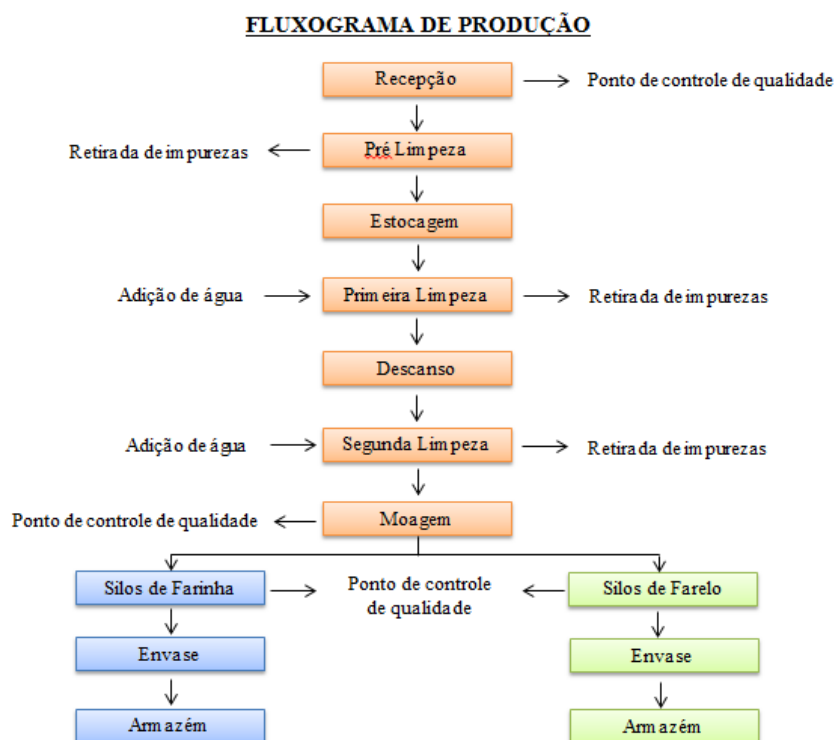 FLUXOGRAMA DE PRODUÇÃO
Recepção
Ponto de controle de qualidade
Retirada de impurezas
Pré Limpeza
Estocagem
Adição de água
Primeira Limpeza
Retirada de impurezas
Descanso
Adição de água
Segunda Limpeza
Retirada de impurezas
Ponto de controle de qualidade
Moagem
Silos de Farinha
Ponto de controle
de qualidade
Silos de Farelo
Envase
Envase
Armazém
Armazém